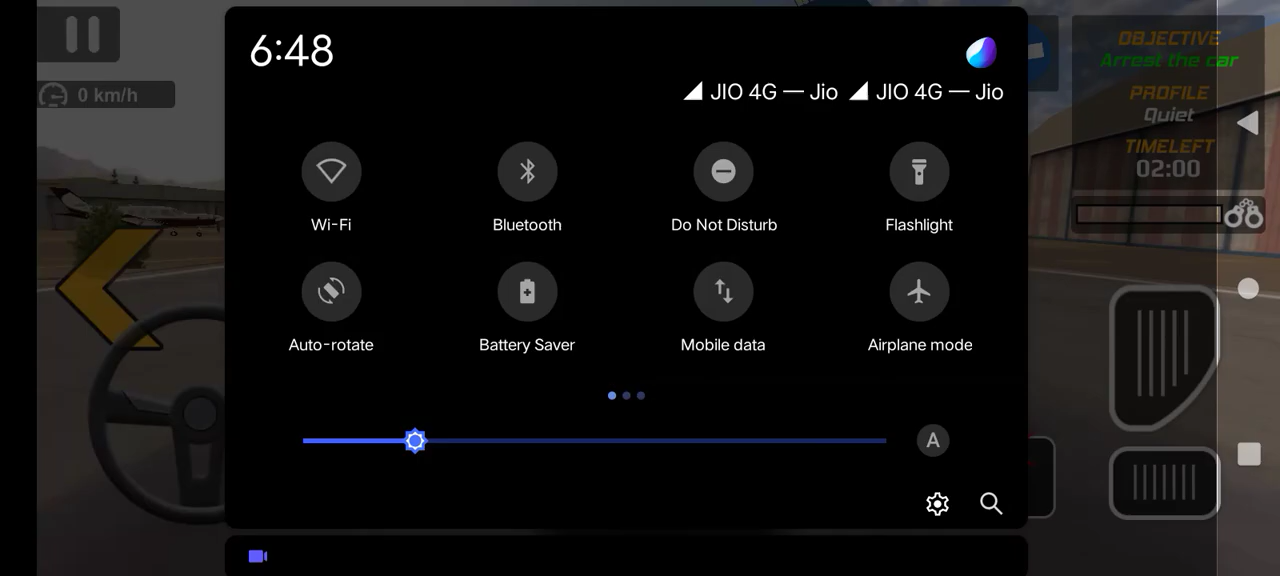 6:48
JIO 4G — Jio JIO 4G — Jio
0 km/h
OBJECTIVE
Arrest the car
PROFILE
Quiet
TIMELEFT
02:00
Wi-Fi Bluetooth Do Not Disturb Flashlight
Auto-rotate Battery Saver Mobile data Airplane mode
A